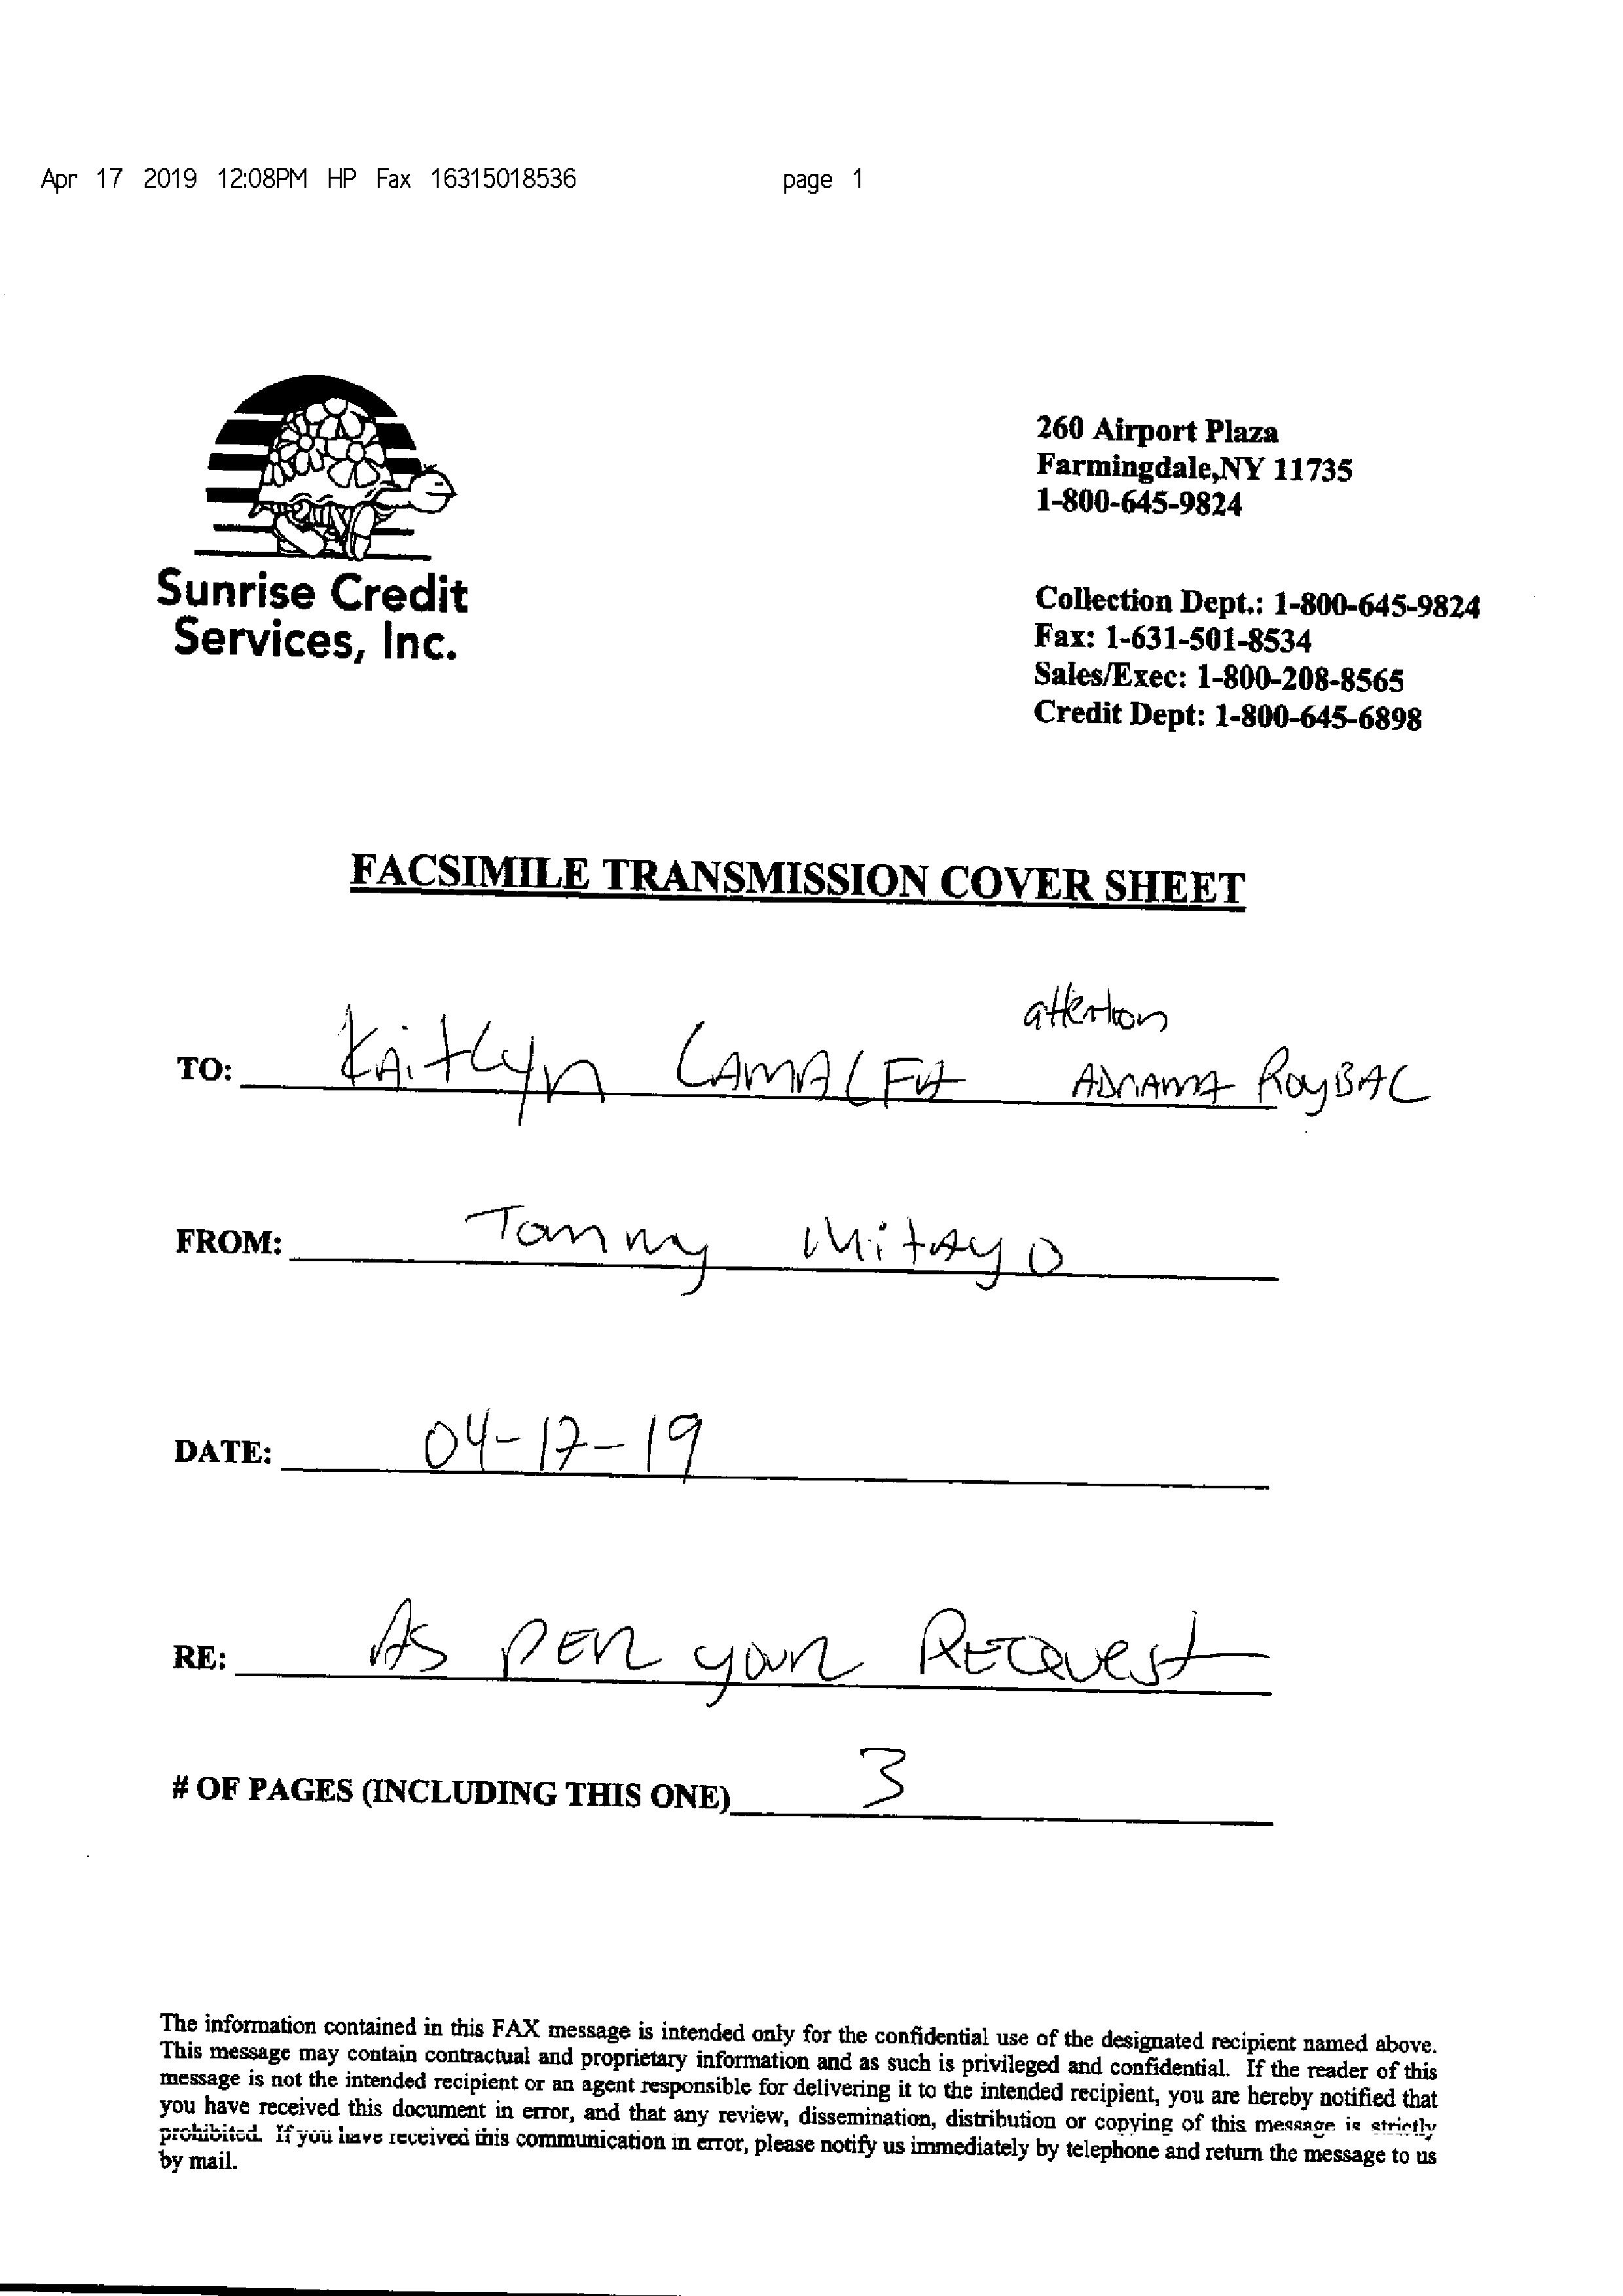 Apr 17 2019 12:08PM HP Fax 16315018536 page 1
260 Airport Plaza
Farmingdale,NY 11735
1-800-645-9824
Sunrise Credit
Services, Inc.
Collection Dept.: 1-800-645-9824
Fax: 1-631-501-8534
Sales/Exec: 1-800-208-8565
Credit Dept: 1-800-645-6898
FACSIMILE TRANSMISSION COVER SHEET
attention
TO: Kaitlyn RoyBAL
FROM: Tammy Mitayo
DATE: 04-17-19
RE: As PER your REQuest
# OF PAGES (INCLUDING THIS ONE) 3
The information contained in this FAX message is intended only for the confidential use of the designated recipient named above.
This message may contain contractual and proprietary information and as such is privileged and confidential. If the reader of this
message is not the intended recipient or an agent responsible for delivering it to the intended recipient, you are hereby notified that
you have received this document in error, and that any review, dissemination, distribution or copying of this message is strictly
prohibited. If you have received this communication in error, please notify us immediately by telephone and return the message to us
by mail.